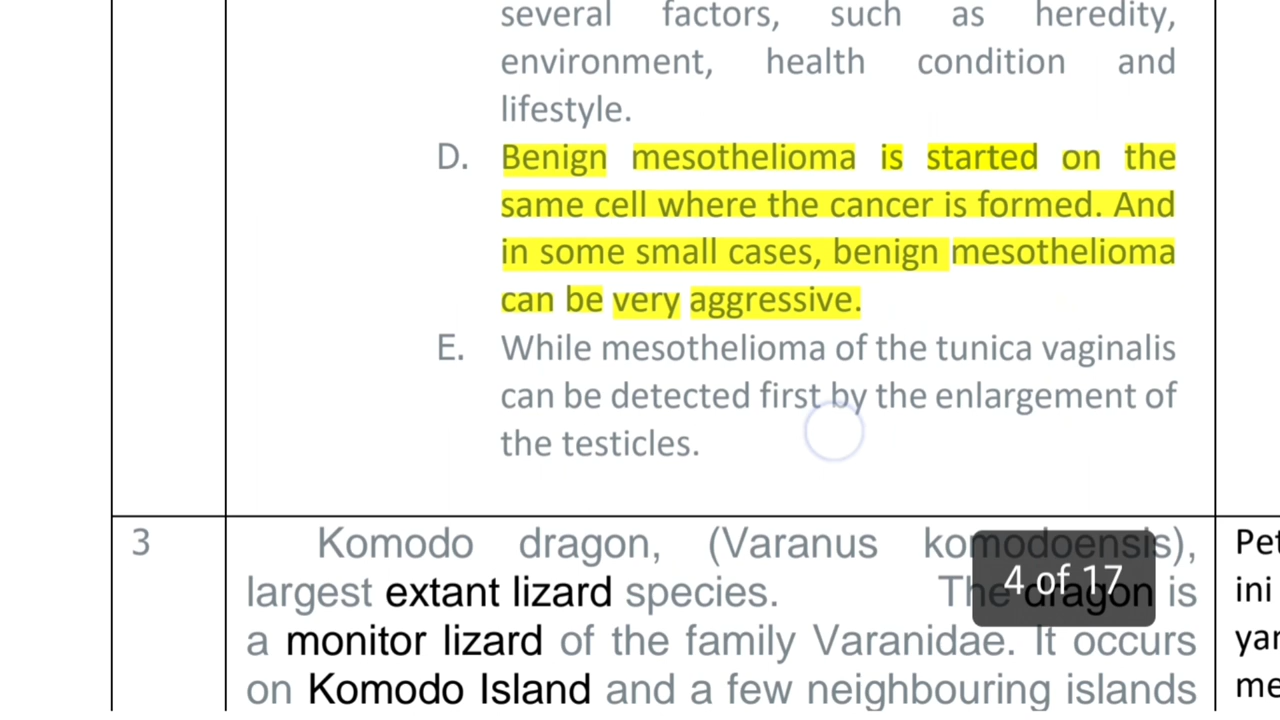 several factors, such as heredity,
environment, health condition and
lifestyle.
D. Benign mesothelioma is started on the
same cell where the cancer is formed. And
in some small cases, benign mesothelioma
can be very aggressive.
E. While mesothelioma of the tunica vaginalis
can be detected first by the enlargement of
the testicles.
3 Komodo dragon, (Varanus komodoensis),
largest extant lizard species. The dragon is
a monitor lizard of the family Varanidae. It occurs
on Komodo Island and a few neighbouring islands
4 of 17
ini